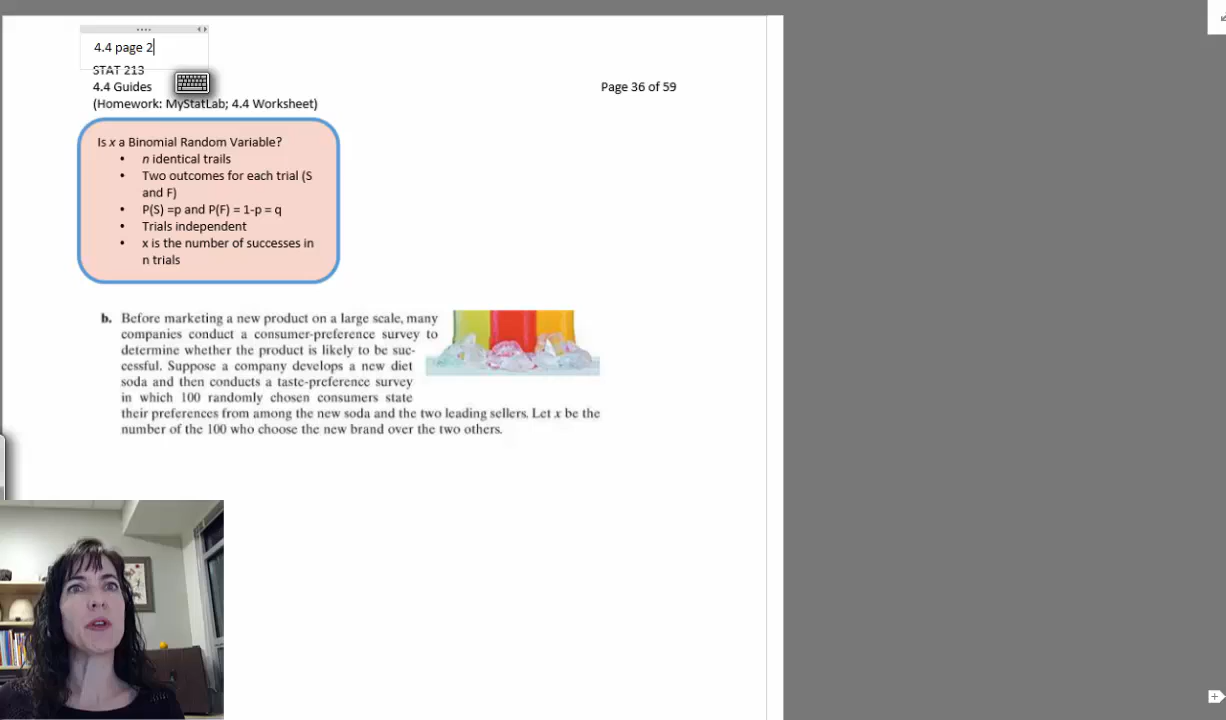 4.4 page 2
STAT 213
4.4 Guides
Page 36 of 59
(Homework: MyStatLab; 4.4 Worksheet)
Is x a Binomial Random Variable?
• n identical trails
• Two outcomes for each trial (S
and F)
• P(S) =p and P(F) = 1-p = q
• Trials independent
• x is the number of successes in
n trials
b. Before marketing a new product on a large scale, many
companies conduct a consumer-preference survey to
determine whether the product is likely to be suc-
cessful. Suppose a company develops a new diet
soda and then conducts a taste-preference survey
in which 100 randomly chosen consumers state
their preferences from among the new soda and the two leading sellers. Let x be the
number of the 100 who choose the new brand over the two others.